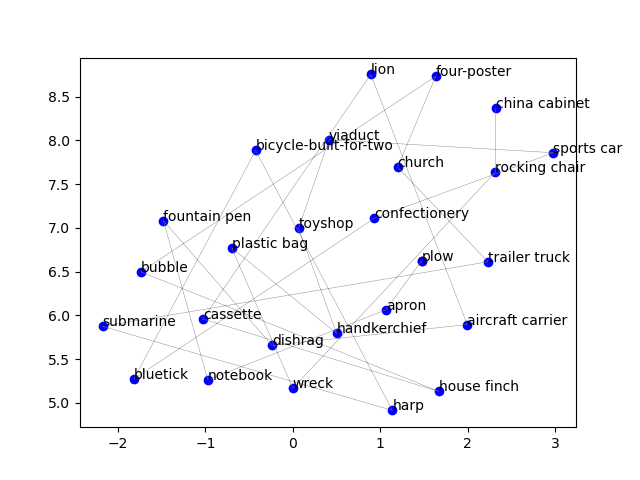 lion
four-poster
8.5
china cabinet
viaduct
8.0
bicycle-built-for-two
sports car
church
rocking chair
7.5
fountain pen
confectionery
toyshop
7.0
plastic bag
plow
trailer truck
bubble
6.5
apron
6.0
submarine
cassette
aircraft carrier
handkerchief
dishrag
5.5
bluetick
notebook
wreck
house finch
harp
5.0
−2
−1
0
1
2
3